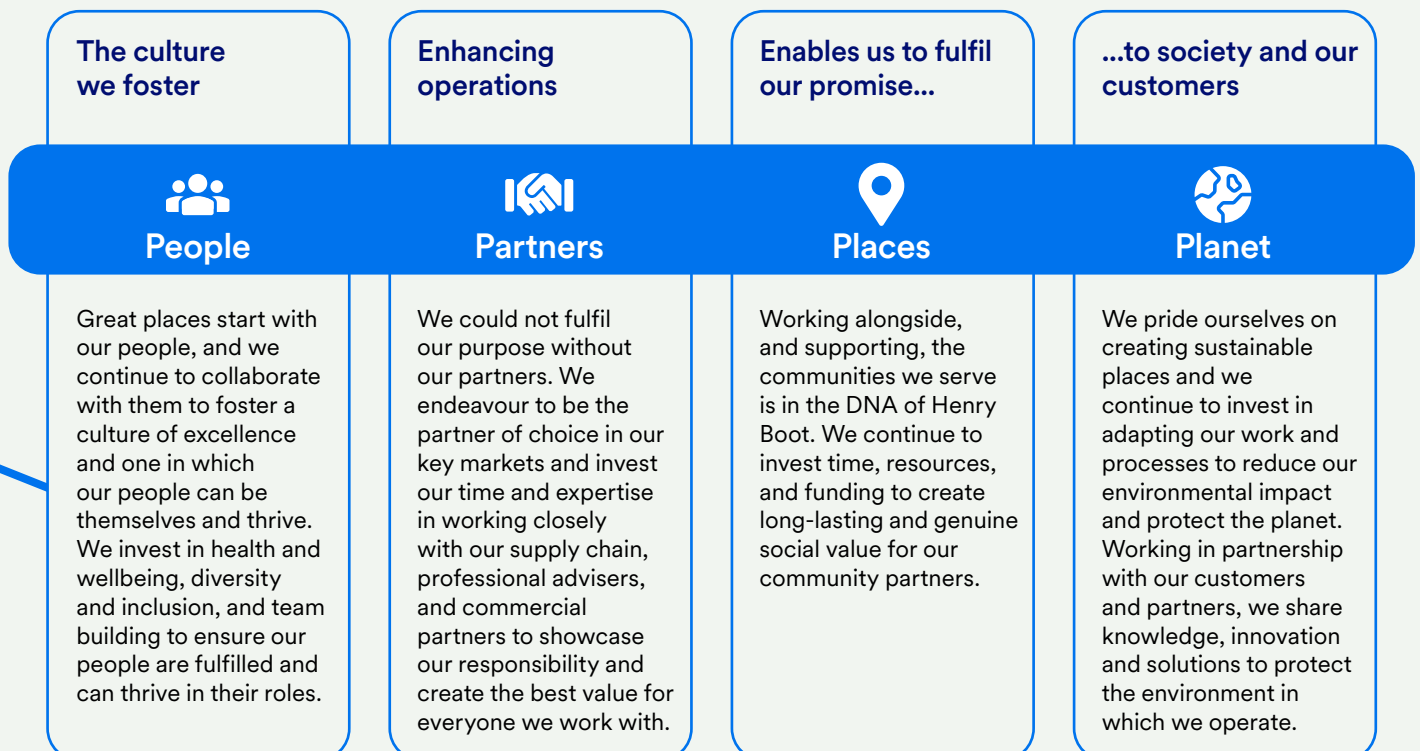 The culture
we foster
People
Great places start with
our people, and we
continue to collaborate
with them to foster a
culture of excellence
and one in which
our people can be
themselves and thrive.
We invest in health and
wellbeing, diversity
and inclusion, and team
building to ensure our
people are fulfilled and
can thrive in their roles.
Enhancing
operations
Partners
We could not fulfil
our purpose without
our partners. We
endeavour to be the
partner of choice in our
key markets and invest
our time and expertise
in working closely
with our supply chain,
professional advisers,
and commercial
partners to showcase
our responsibility and
create the best value for
everyone we work with.
Enables us to fulfil
our promise...
Places
Working alongside,
and supporting, the
communities we serve
is in the DNA of Henry
Boot. We continue to
invest time, resources,
and funding to create
long-lasting and genuine
social value for our
community partners.
...to society and our
customers
Planet
We pride ourselves on
creating sustainable
places and we
continue to invest in
adapting our work and
processes to reduce our
environmental impact
and protect the planet.
Working in partnership
with our customers
and partners, we share
knowledge, innovation
and solutions to protect
the environment in
which we operate.